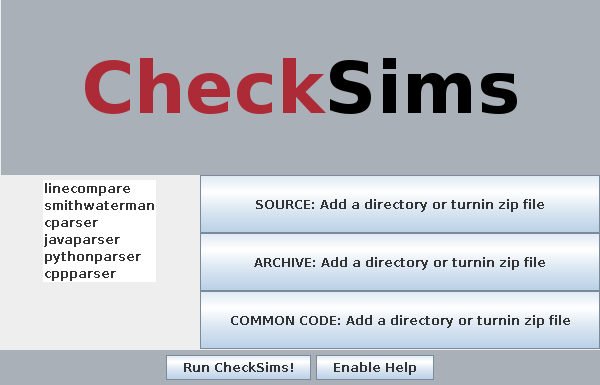 CheckSims
linecompare
smithwaterman
cparser
javaparser
pythonparser
cppparser
SOURCE: Add a directory or turnin zip file
ARCHIVE: Add a directory or turnin zip file
COMMON CODE: Add a directory or turnin zip file
Run CheckSims!
Enable Help